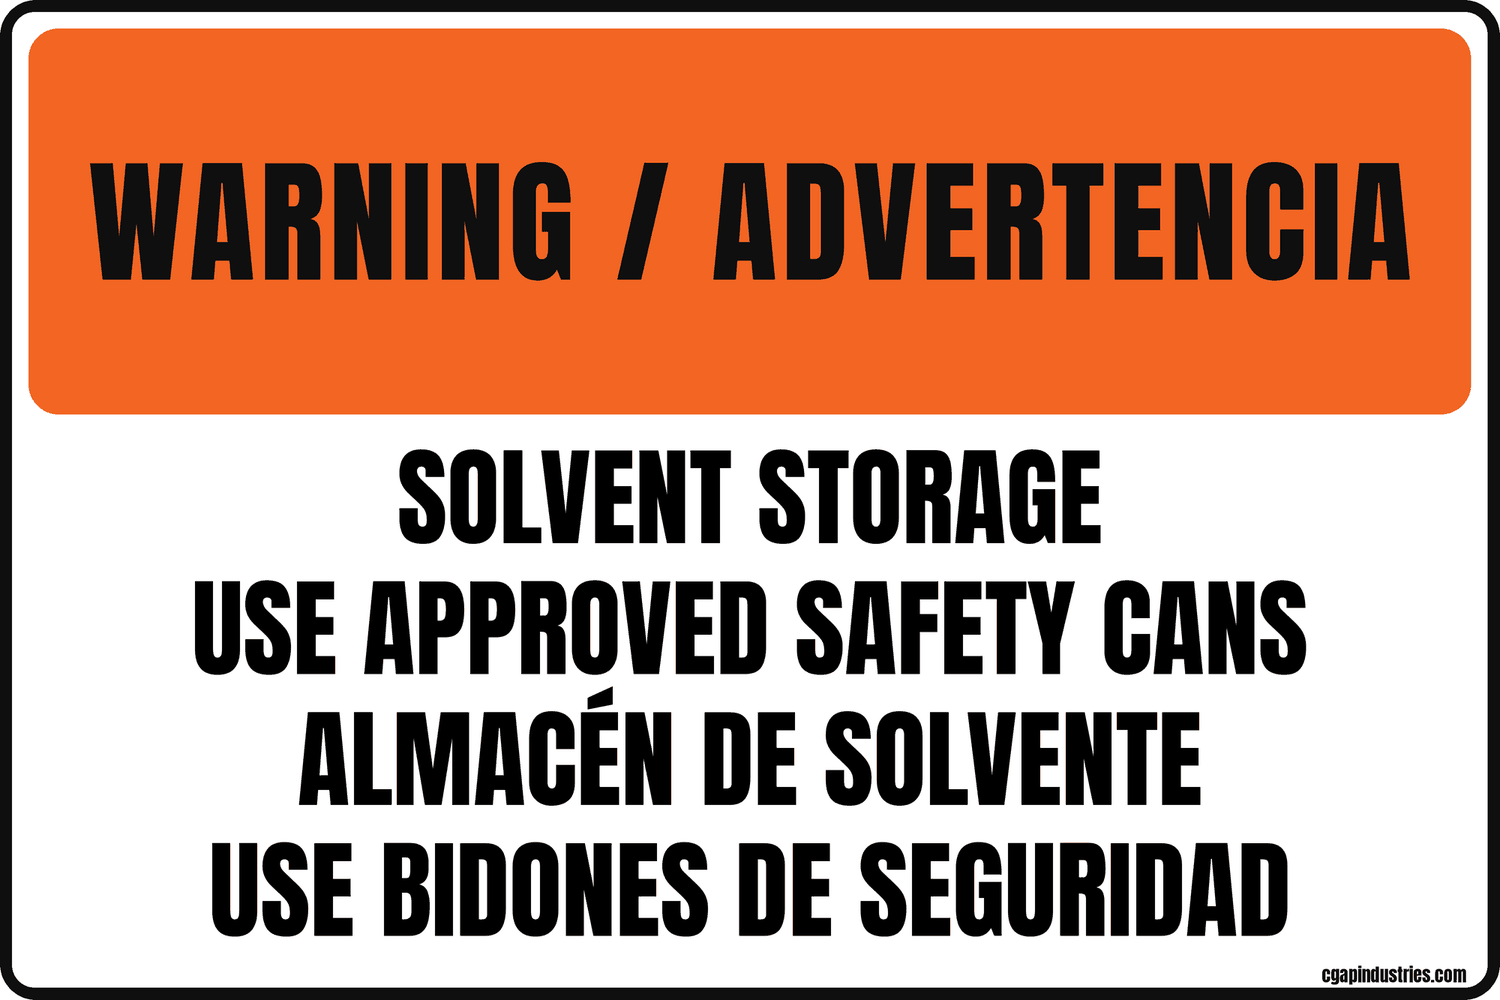 WARNING / ADVERTENCIA
SOLVENT STORAGE
USE APPROVED SAFETY CANS
ALMACÉN DE SOLVENTE
USE BIDONES DE SEGURIDAD
cgapindustries.com